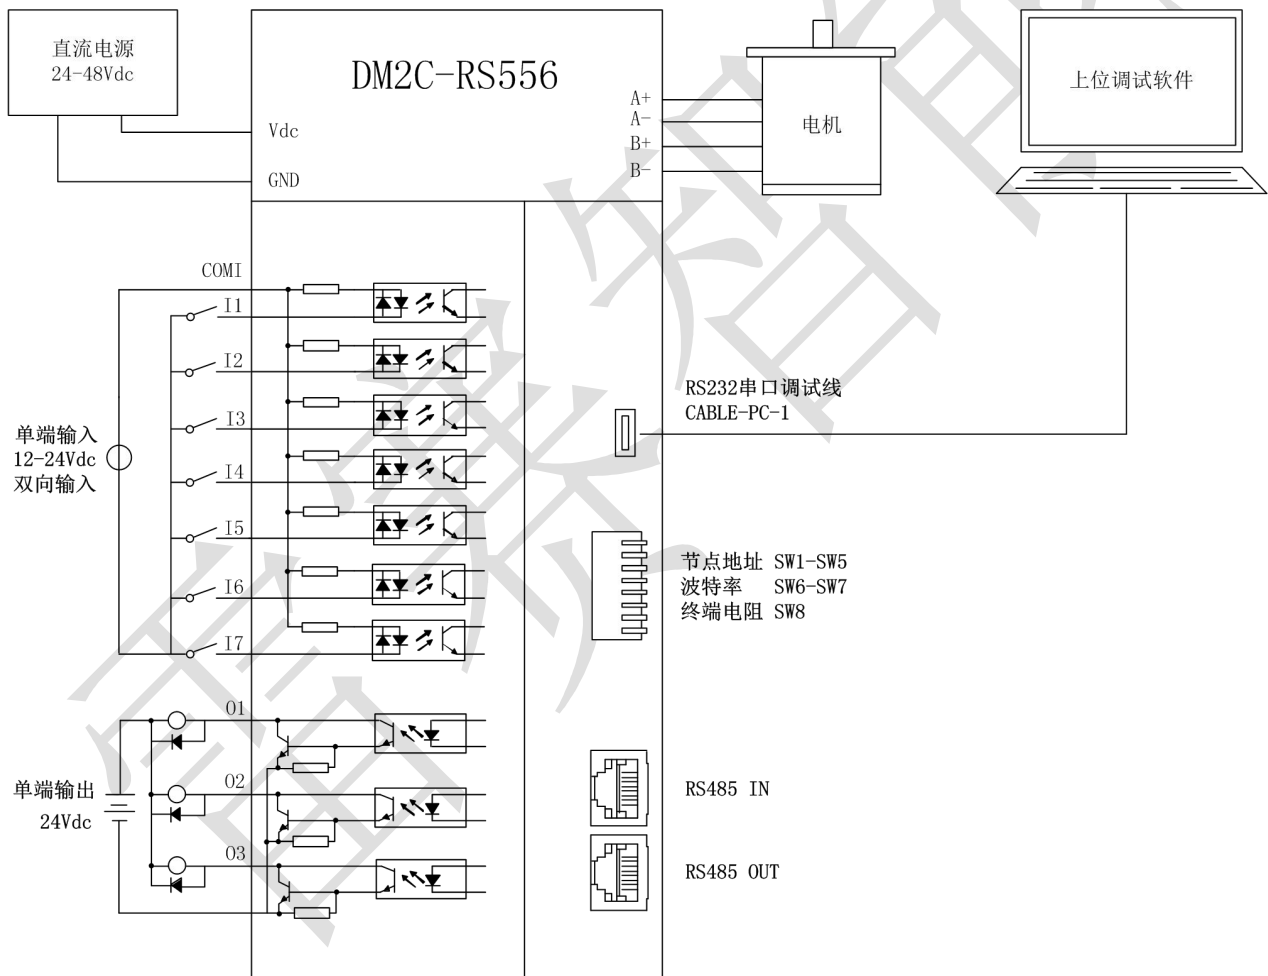 直流电源
24-48Vdc
DM2C-RS556
Vdc
GND
A+
A-
B+
B-
电机
上位调试软件
COMI
I1
I2
I3
I4
I5
I6
I7
单端输入
12-24Vdc
双向输入
RS232串口调试线
CABLE-PC-1
节点地址 SW1-SW5
波特率 SW6-SW7
终端电阻 SW8
O1
O2
O3
单端输出
24Vdc
RS485 IN
RS485 OUT
雷赛智